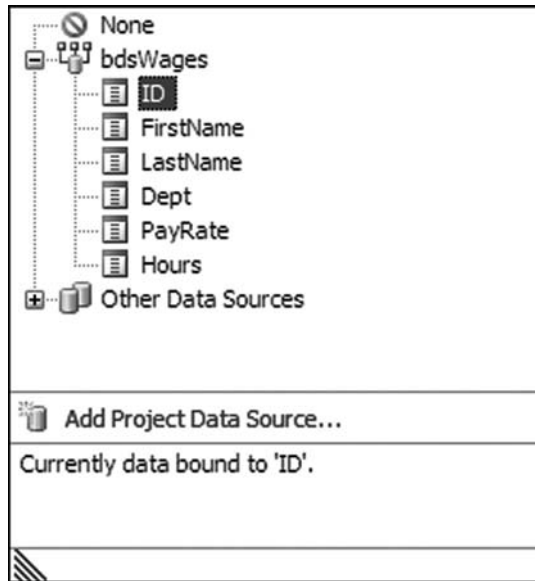 None
bdsWages
ID
FirstName
LastName
Dept
PayRate
Hours
Other Data Sources
Add Project Data Source...
Currently data bound to 'ID'.